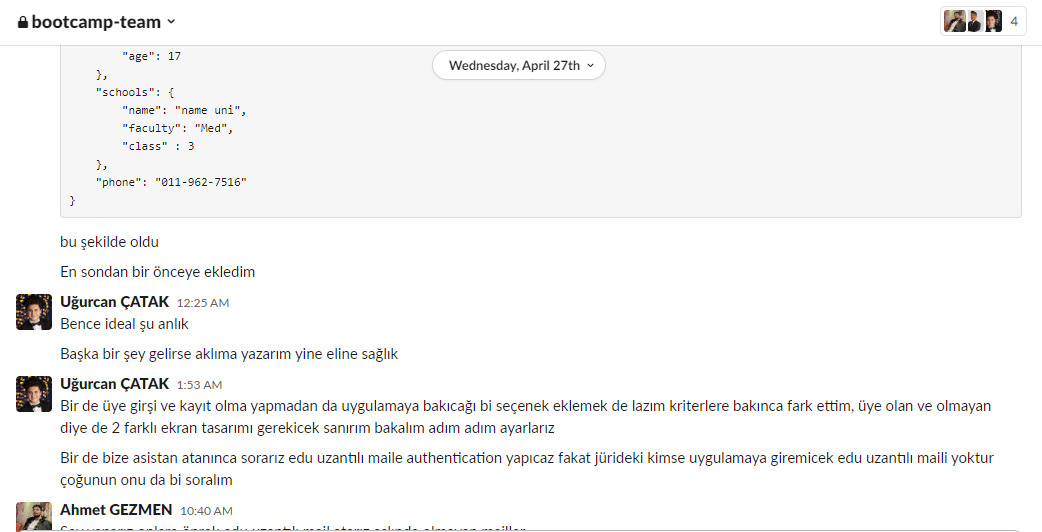 bootcamp-team
4
Wednesday, April 27th
"age": 17
},
"schools": {
"name": "name uni",
"faculty": "Med",
"class" : 3
},
"phone": "011-962-7516"
}
bu şekilde oldu
En sondan bir önceye ekledim
Uğurcan ÇATAK 12:25 AM
Bence ideal şu anlık
Başka bir şey gelirse aklıma yazarım yine eline sağlık
Uğurcan ÇATAK 1:53 AM
Bir de üye girşi ve kayıt olma yapmadan da uygulamaya bakıcağı bi seçenek eklemek de lazım kriterlere bakınca fark ettim, üye olan ve olmayan
diye de 2 farklı ekran tasarımı gerekicek sanırım bakalım adım adım ayarlarız
Bir de bize asistan atanınca sorarız edu uzantılı maile authentication yapıcaz fakat jürideki kimse uygulamaya giremicek edu uzantılı maili yoktur
çoğunun onu da bi soralım
Ahmet GEZMEN 10:40 AM